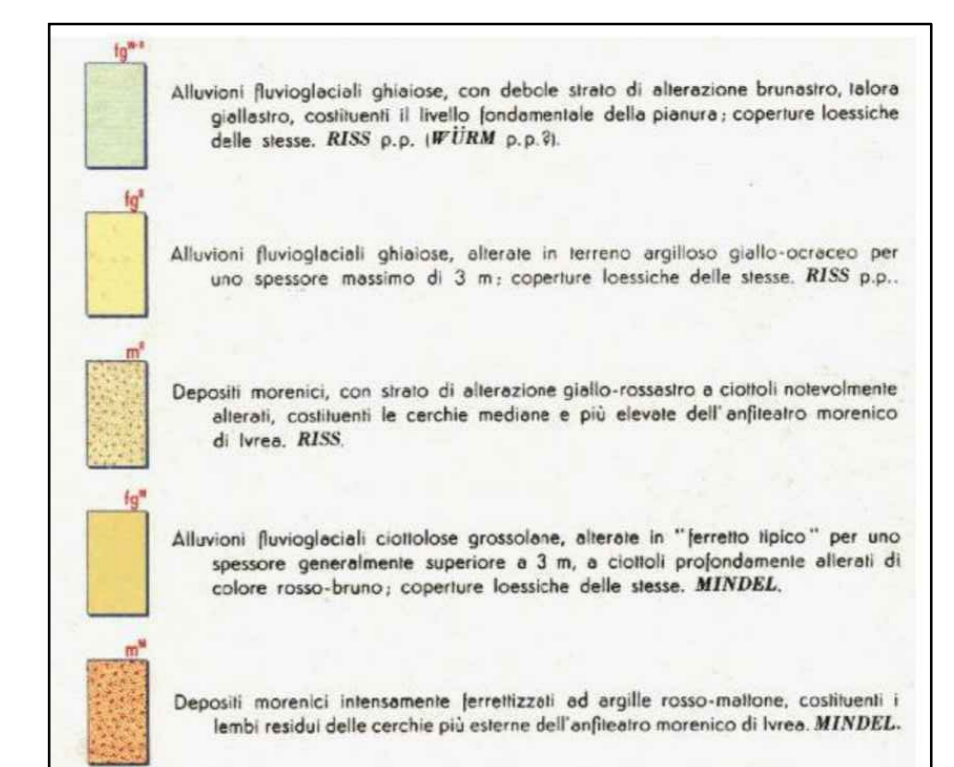 fgᵂ⁻ᴿ
Alluvioni fluvioglaciali ghiaiose, con debole strato di alterazione brunastro, talora
giallastro, costituenti il livello fondamentale della pianura; coperture loessiche
delle stesse. RISS p.p. (WÜRM p.p.?).
fgᴿ
Alluvioni fluvioglaciali ghiaiose, alterate in terreno argilloso giallo-ocraceo per
uno spessore massimo di 3 m; coperture loessiche delle stesse. RISS p.p..
mᴿ
Depositi morenici, con strato di alterazione giallo-rossastro a ciottoli notevolmente
alterati, costituenti le cerchie mediane e più elevate dell'anfiteatro morenico
di Ivrea. RISS.
fgᴹ
Alluvioni fluvioglaciali ciottolose grossolane, alterate in "ferretto tipico" per uno
spessore generalmente superiore a 3 m, a ciottoli profondamente alterati di
colore rosso-bruno; coperture loessiche delle stesse. MINDEL.
mᴹ
Depositi morenici intensamente ferrettizzati ad argille rosso-mattone, costituenti i
lembi residui delle cerchie più esterne dell'anfiteatro morenico di Ivrea. MINDEL.